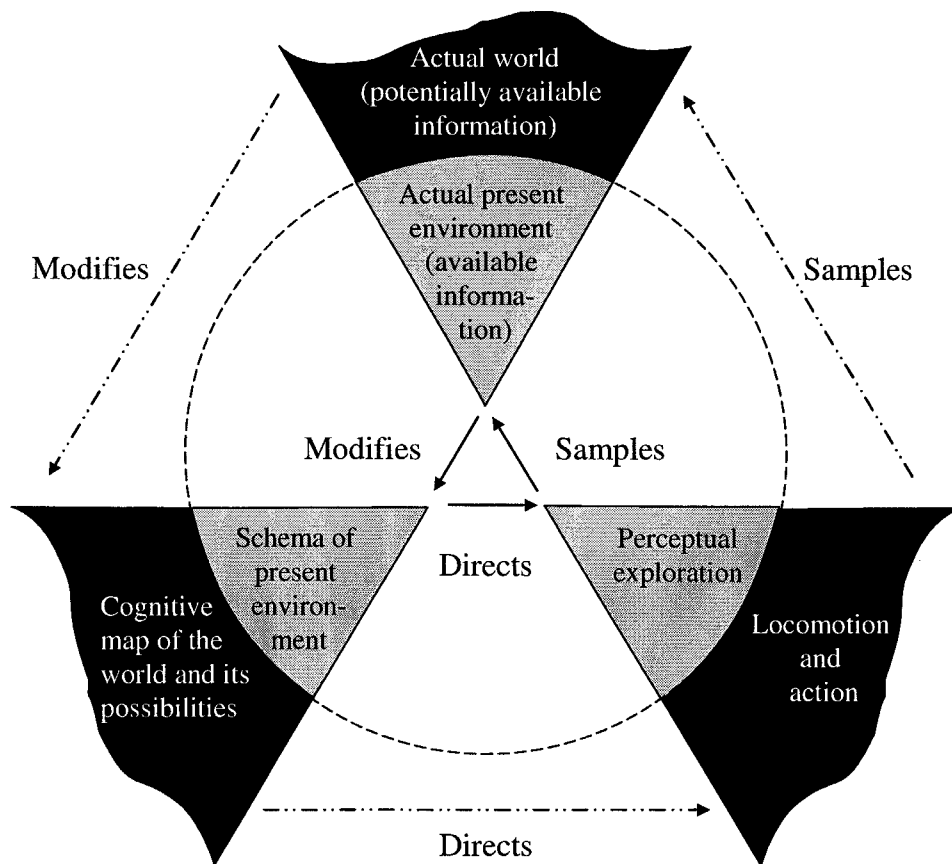 Actual world
(potentially available
information)
Actual present
environment
(available
informa-
tion)
Modifies
Samples
Modifies
Samples
Schema of
present
environ-
ment
Directs
Perceptual
exploration
Cognitive
map of the
world and its
possibilities
Locomotion
and
action
Directs